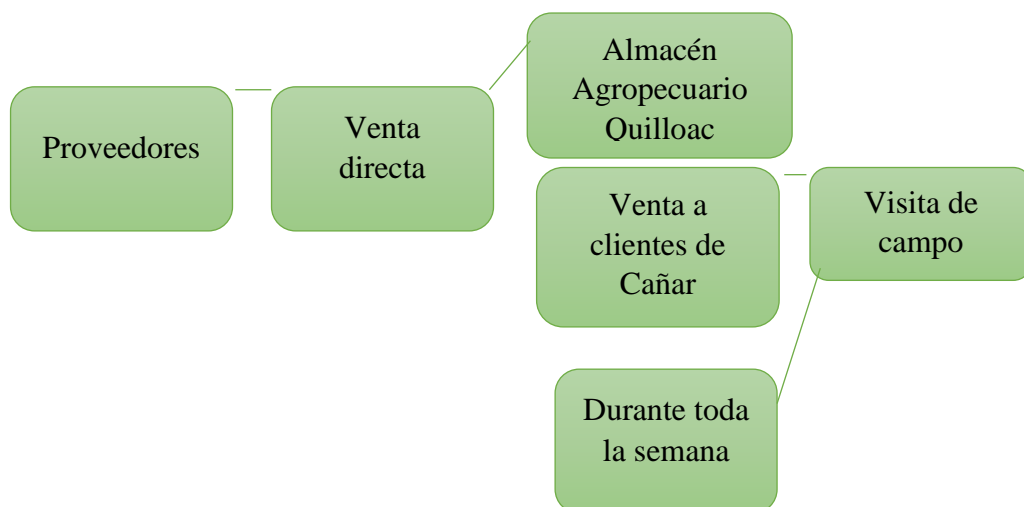 Proveedores
Venta
directa
Almacén
Agropecuario
Quilloac
Venta a
clientes de
Cañar
Visita de
campo
Durante toda
la semana